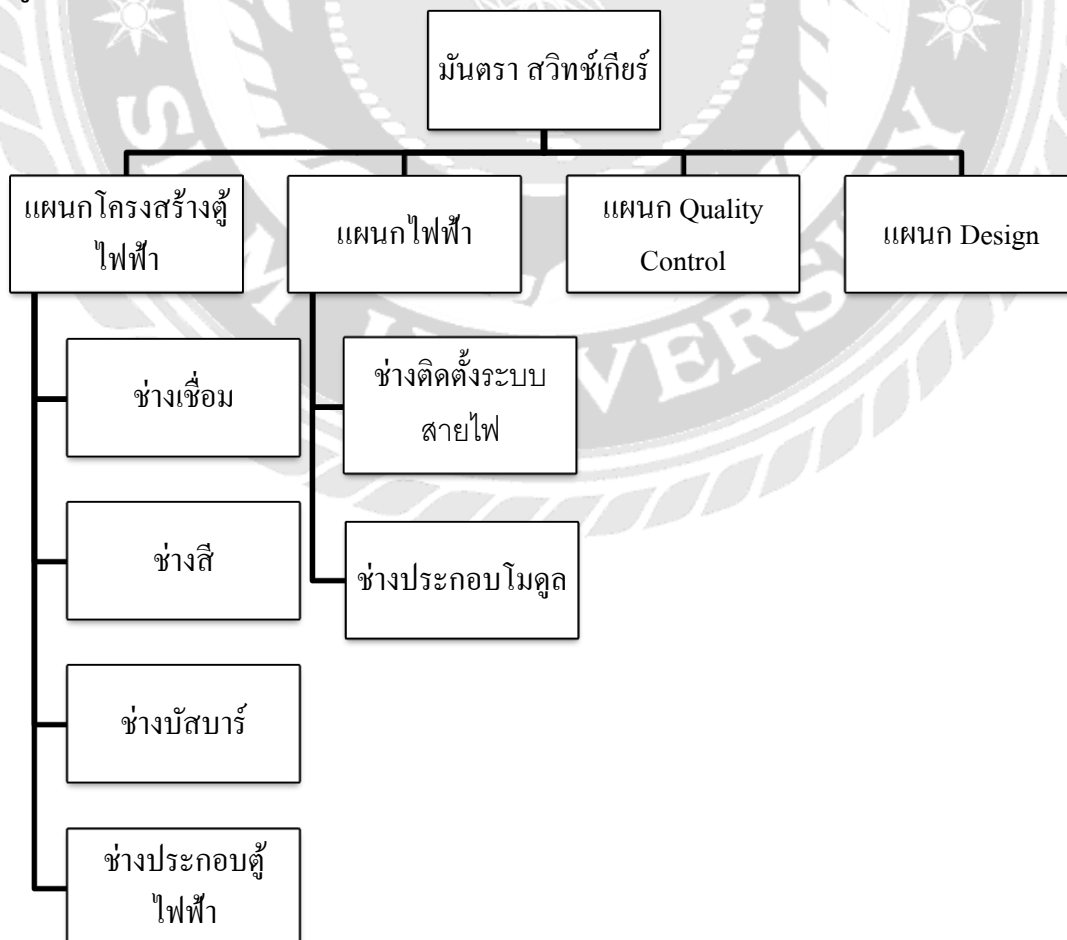 มันตรา สวิทช์เกียร์
แผนกโครงสร้างตู้
ไฟฟ้า
แผนกไฟฟ้า
แผนก Quality
Control
แผนก Design
ช่างเชื่อม
ช่างติดตั้งระบบ
สายไฟ
ช่างสี
ช่างประกอบโมดูล
ช่างบัสบาร์
ช่างประกอบตู้
ไฟฟ้า